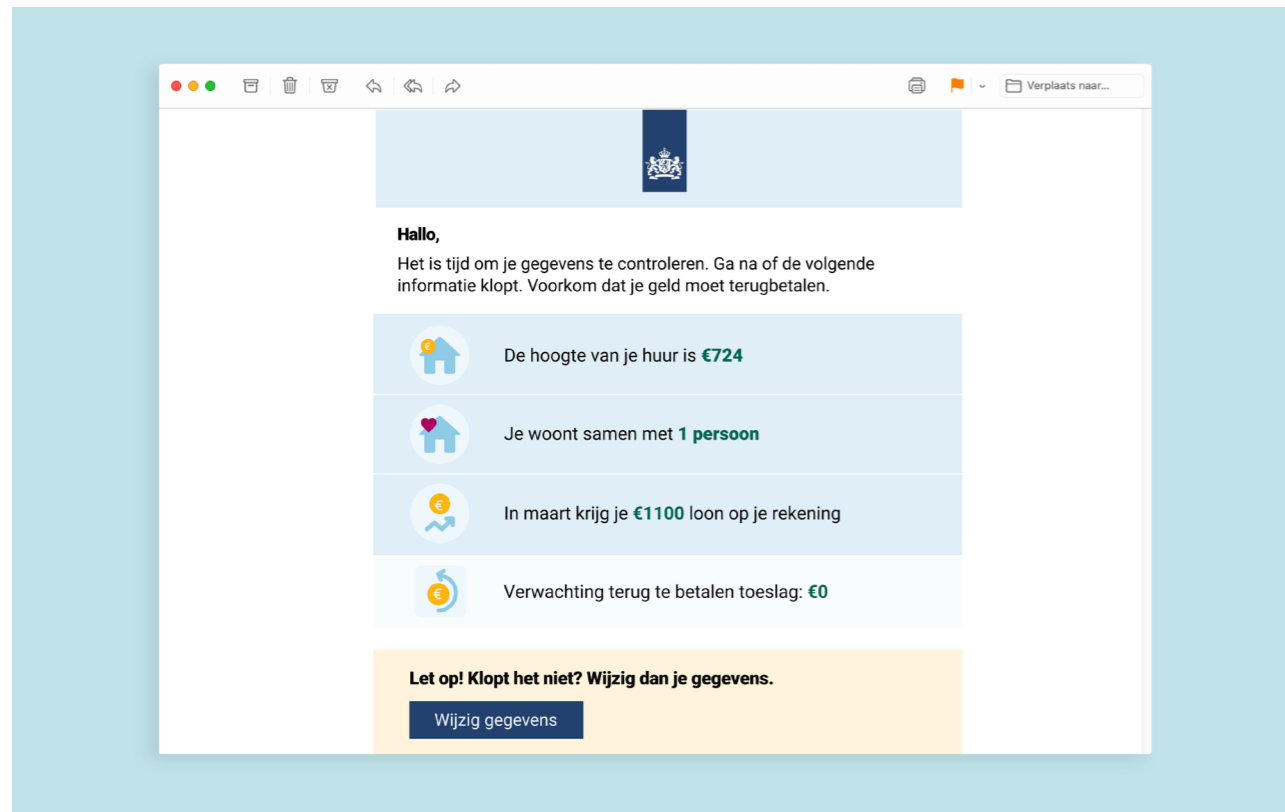 Verplaats naar...
Hallo,
Het is tijd om je gegevens te controleren. Ga na of de volgende
informatie klopt. Voorkom dat je geld moet terugbetalen.
De hoogte van je huur is €724
Je woont samen met 1 persoon
In maart krijg je €1100 loon op je rekening
Verwachting terug te betalen toeslag: €0
Let op! Klopt het niet? Wijzig dan je gegevens.
Wijzig gegevens